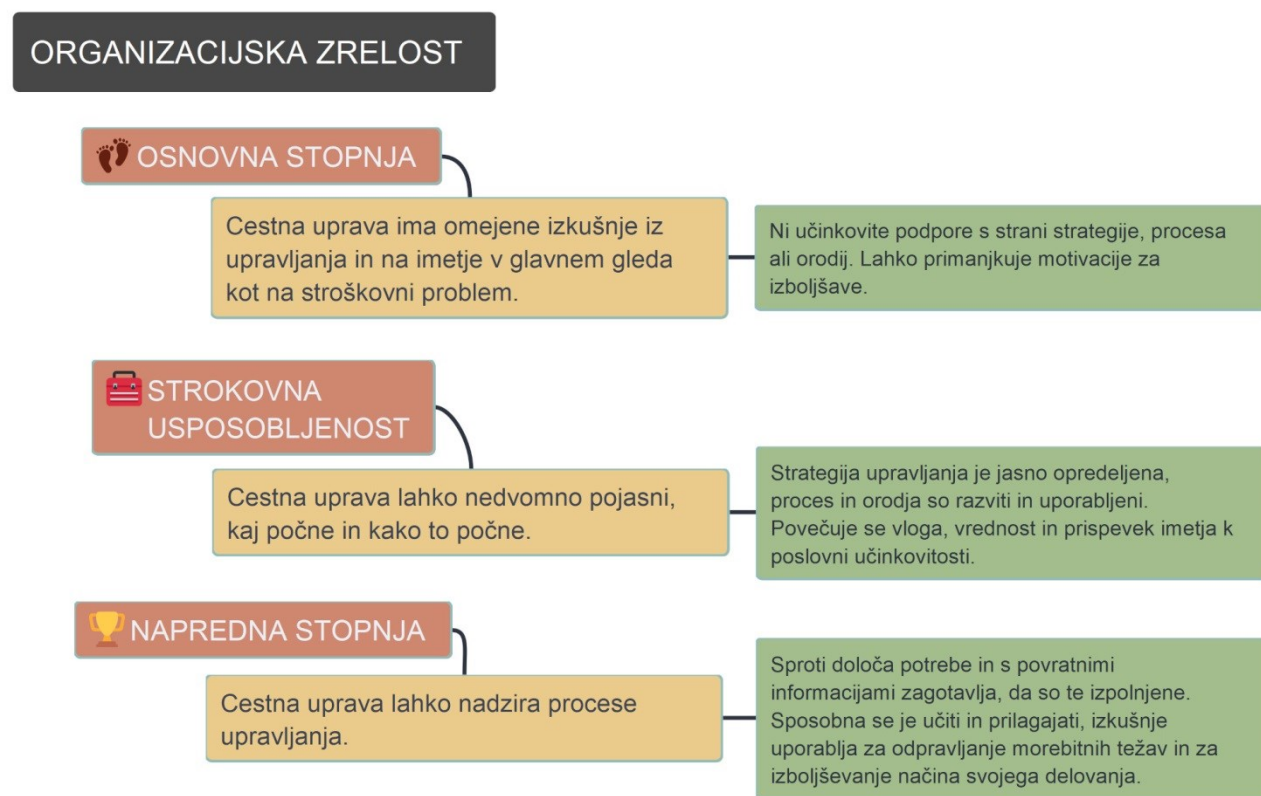 ORGANIZACIJSKA ZRELOST
OSNOVNA STOPNJA
Cestna uprava ima omejene izkušnje iz
upravljanja in na imetje v glavnem gleda
kot na stroškovni problem.
Ni učinkovite podpore s strani strategije, procesa
ali orodij. Lahko primanjkuje motivacije za
izboljšave.
STROKOVNA
USPOSOBLJENOST
Cestna uprava lahko nedvomno pojasni,
kaj počne in kako to počne.
Strategija upravljanja je jasno opredeljena,
proces in orodja so razviti in uporabljeni.
Povečuje se vloga, vrednost in prispevek imetja k
poslovni učinkovitosti.
NAPREDNA STOPNJA
Cestna uprava lahko nadzira procese
upravljanja.
Sproti določa potrebe in s povratnimi
informacijami zagotavlja, da so te izpolnjene.
Sposobna se je učiti in prilagajati, izkušnje
uporablja za odpravljanje morebitnih težav in za
izboljševanje načina svojega delovanja.